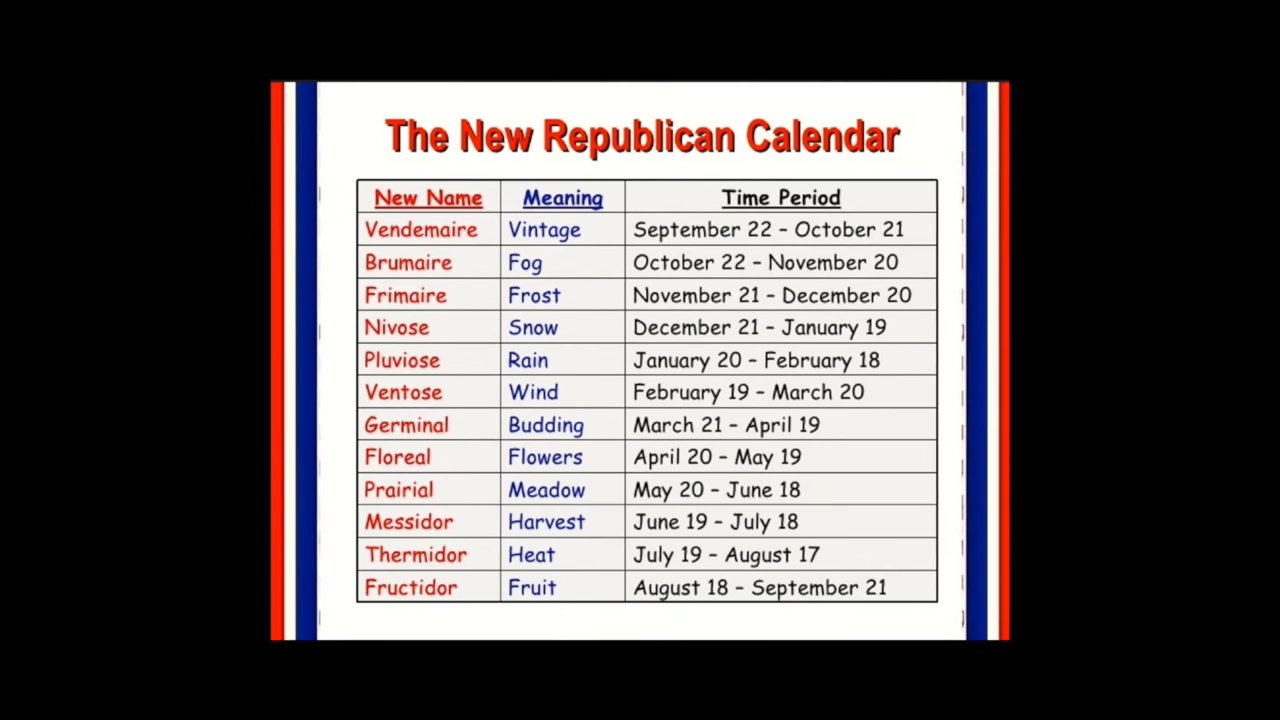 The New Republican Calendar
New Name Meaning Time Period
Vendemaire Vintage September 22 – October 21
Brumaire Fog October 22 – November 20
Frimaire Frost November 21 – December 20
Nivose Snow December 21 – January 19
Pluviose Rain January 20 – February 18
Ventose Wind February 19 – March 20
Germinal Budding March 21 – April 19
Floreal Flowers April 20 – May 19
Prairial Meadow May 20 – June 18
Messidor Harvest June 19 – July 18
Thermidor Heat July 19 – August 17
Fructidor Fruit August 18 – September 21